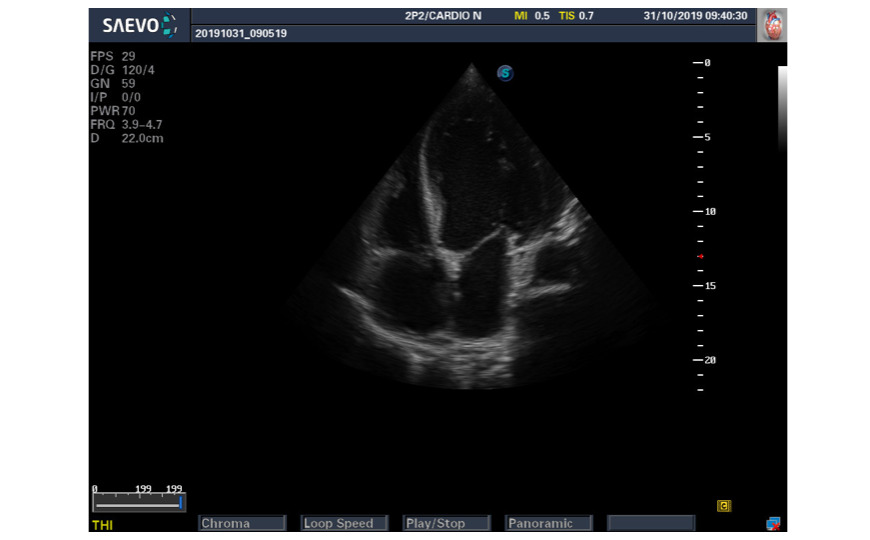 SAEVO
2P2/CARDIO N MI 0.5 TIS 0.7 31/10/2019 09:40:30
20191031_090519
FPS 29
D/G 120/4
GN 59
I/P 0/0
PWR 70
FRQ 3.9-4.7
D 22.0cm
S
0
5
10
15
20
0 199 199
C
THI
Chroma Loop Speed Play/Stop Panoramic